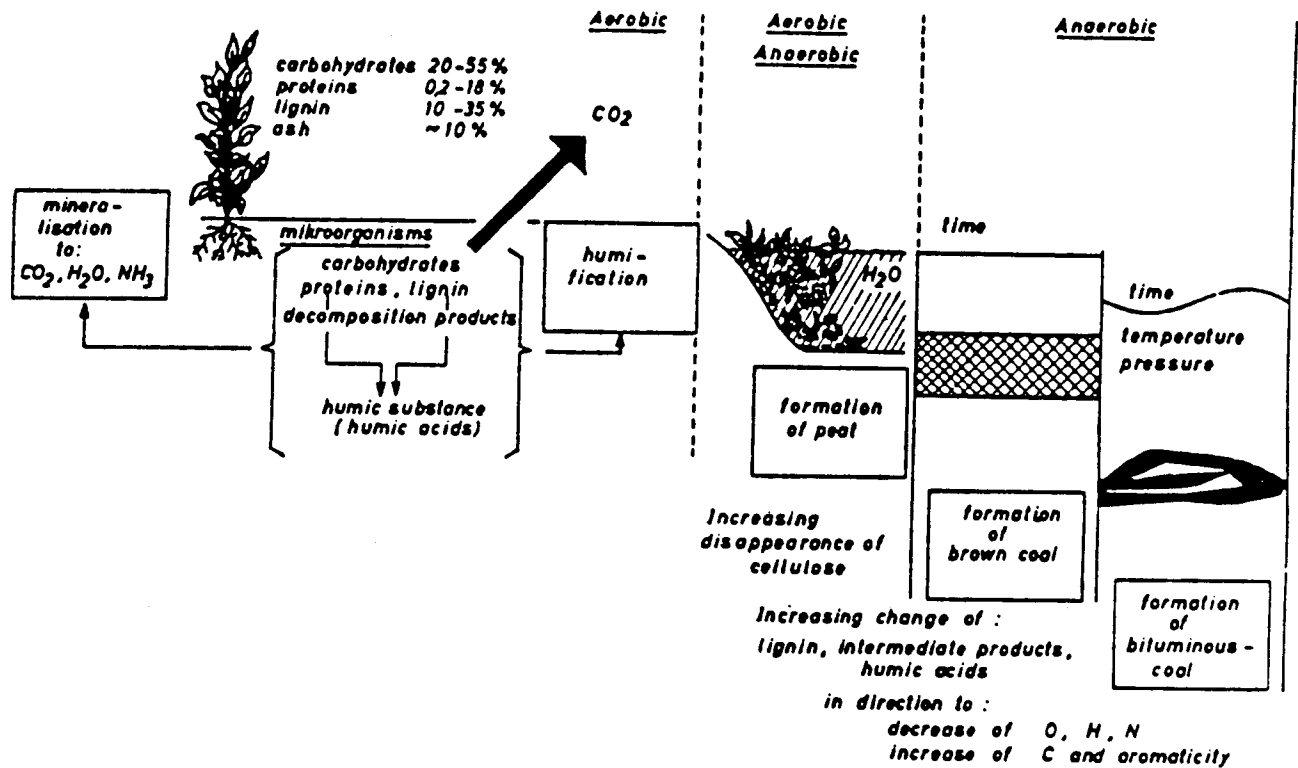 Aerobic
Aerobic
Anaerobic
Anaerobic
carbohydrates 20-55%
proteins 0,2-18%
lignin 10-35%
ash ~10%
CO₂
minera-
lisation
to:
CO₂, H₂O, NH₃
mikroorganisms
carbohydrates
proteins, lignin
decomposition products
humic substance
(humic acids)
humi-
fication
H₂O
formation
of peat
time
time
temperature
pressure
Increasing
disappearance of
cellulose
formation
of
brown coal
formation
of
bituminous-
coal
Increasing change of:
lignin, intermediate products,
humic acids
in direction to:
decrease of O, H, N
increase of C and aromaticity